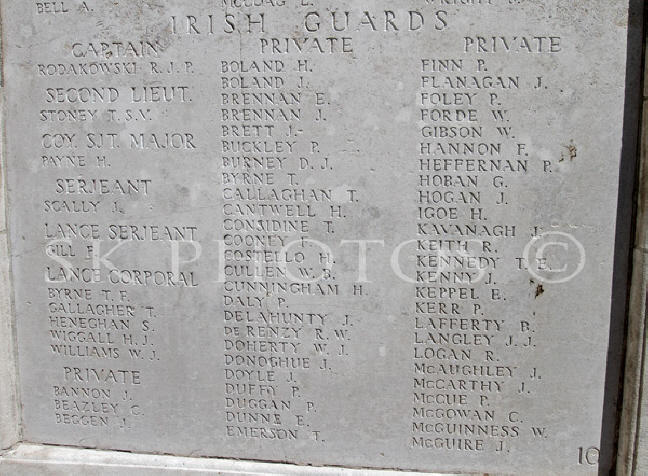 BELL A.
IRISH GUARDS
CAPTAIN
RODAKOWSKI R.J.P.
SECOND LIEUT.
STONEY T.S.V.
COY. SJT. MAJOR
PAYNE H.
SERJEANT
SCALLY J.
LANCE SERJEANT
GILL F.
LANCE CORPORAL
BYRNE T.F.
GALLAGHER T.
HENEGHAN S.
WIGGALL H.J.
WILLIAMS W.J.
PRIVATE
BANNON J.
BEAZLEY C.
BEGGEN J.
PRIVATE
BOLAND H.
BOLAND J.
BRENNAN E.
BRENNAN J.
BRETT J.
BUCKLEY P.
BURNEY D.J.
BYRNE T.
CALLAGHAN T.
CANTWELL H.
CONSIDINE T.
COONEY T.
COSTELLO H.
CULLEN W.B.
CUNNINGHAM H.
DALY P.
DELAHUNTY J.
DE RENZY R.W.
DOHERTY W.J.
DONOGHUE J.
DOYLE J.
DUFFY P.
DUGGAN P.
DUNNE E.
EMERSON T.
PRIVATE
FINN P.
FLANAGAN J.
FOLEY P.
FORDE W.
GIBSON W.
HANNON F.
HEFFERNAN P.
HOBAN G.
HOGAN J.
IGOE H.
KAVANAGH J.
KEITH R.
KENNEDY T.E.
KENNY J.
KEPPEL E.
KERR P.
LAFFERTY B.
LANGLEY J.J.
LOGAN R.
McAUGHLEY J.
McCARTHY J.
McCUE P.
McGOWAN C.
McGUINNESS W.
McGUIRE J.
10
SK PHOTOS ©